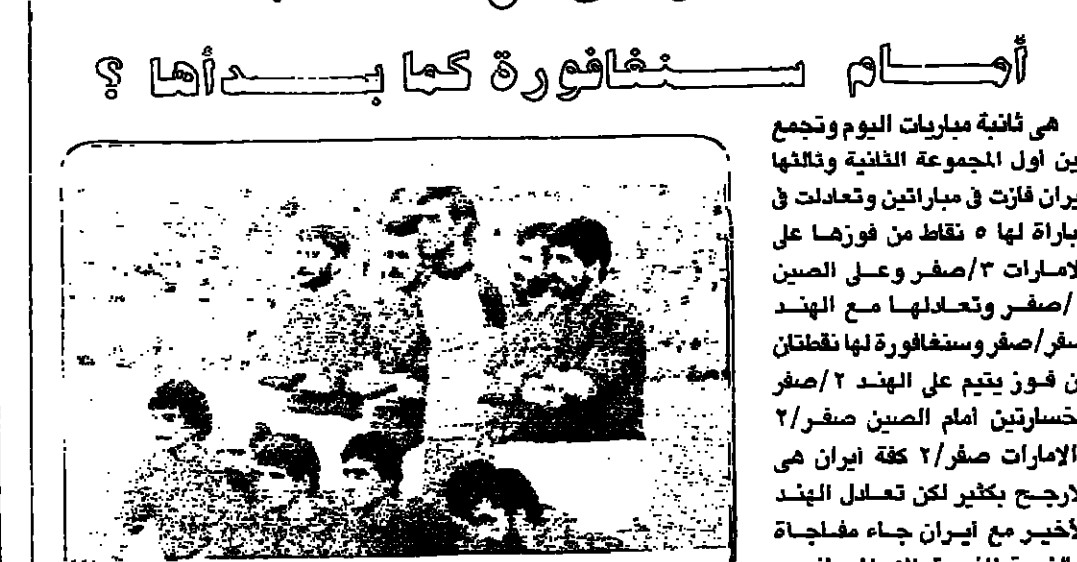 أمام سنغافورة كما بدأها ؟
هى ثانية مباريات اليوم وتجمع
ين اول المجموعة الثانية وثالثها
يران فازت فى مباراتين وتعادلت فى
باراة لها ٥ نقاط من فوزها على
لامارات ٣/صفر وعلى الصين
/صفر وتعادلها مع الهند
سفر/صفر وسنغافورة لها نقطتان
ن فوز يتيم على الهند ٢/صفر
خسارتين أمام الصين صفر/٢
الامارات صفر/٢ كفة ايران هى
لارجح بكثير لكن تعادل الهند
لأخير مع ايران جاء مفاجاة